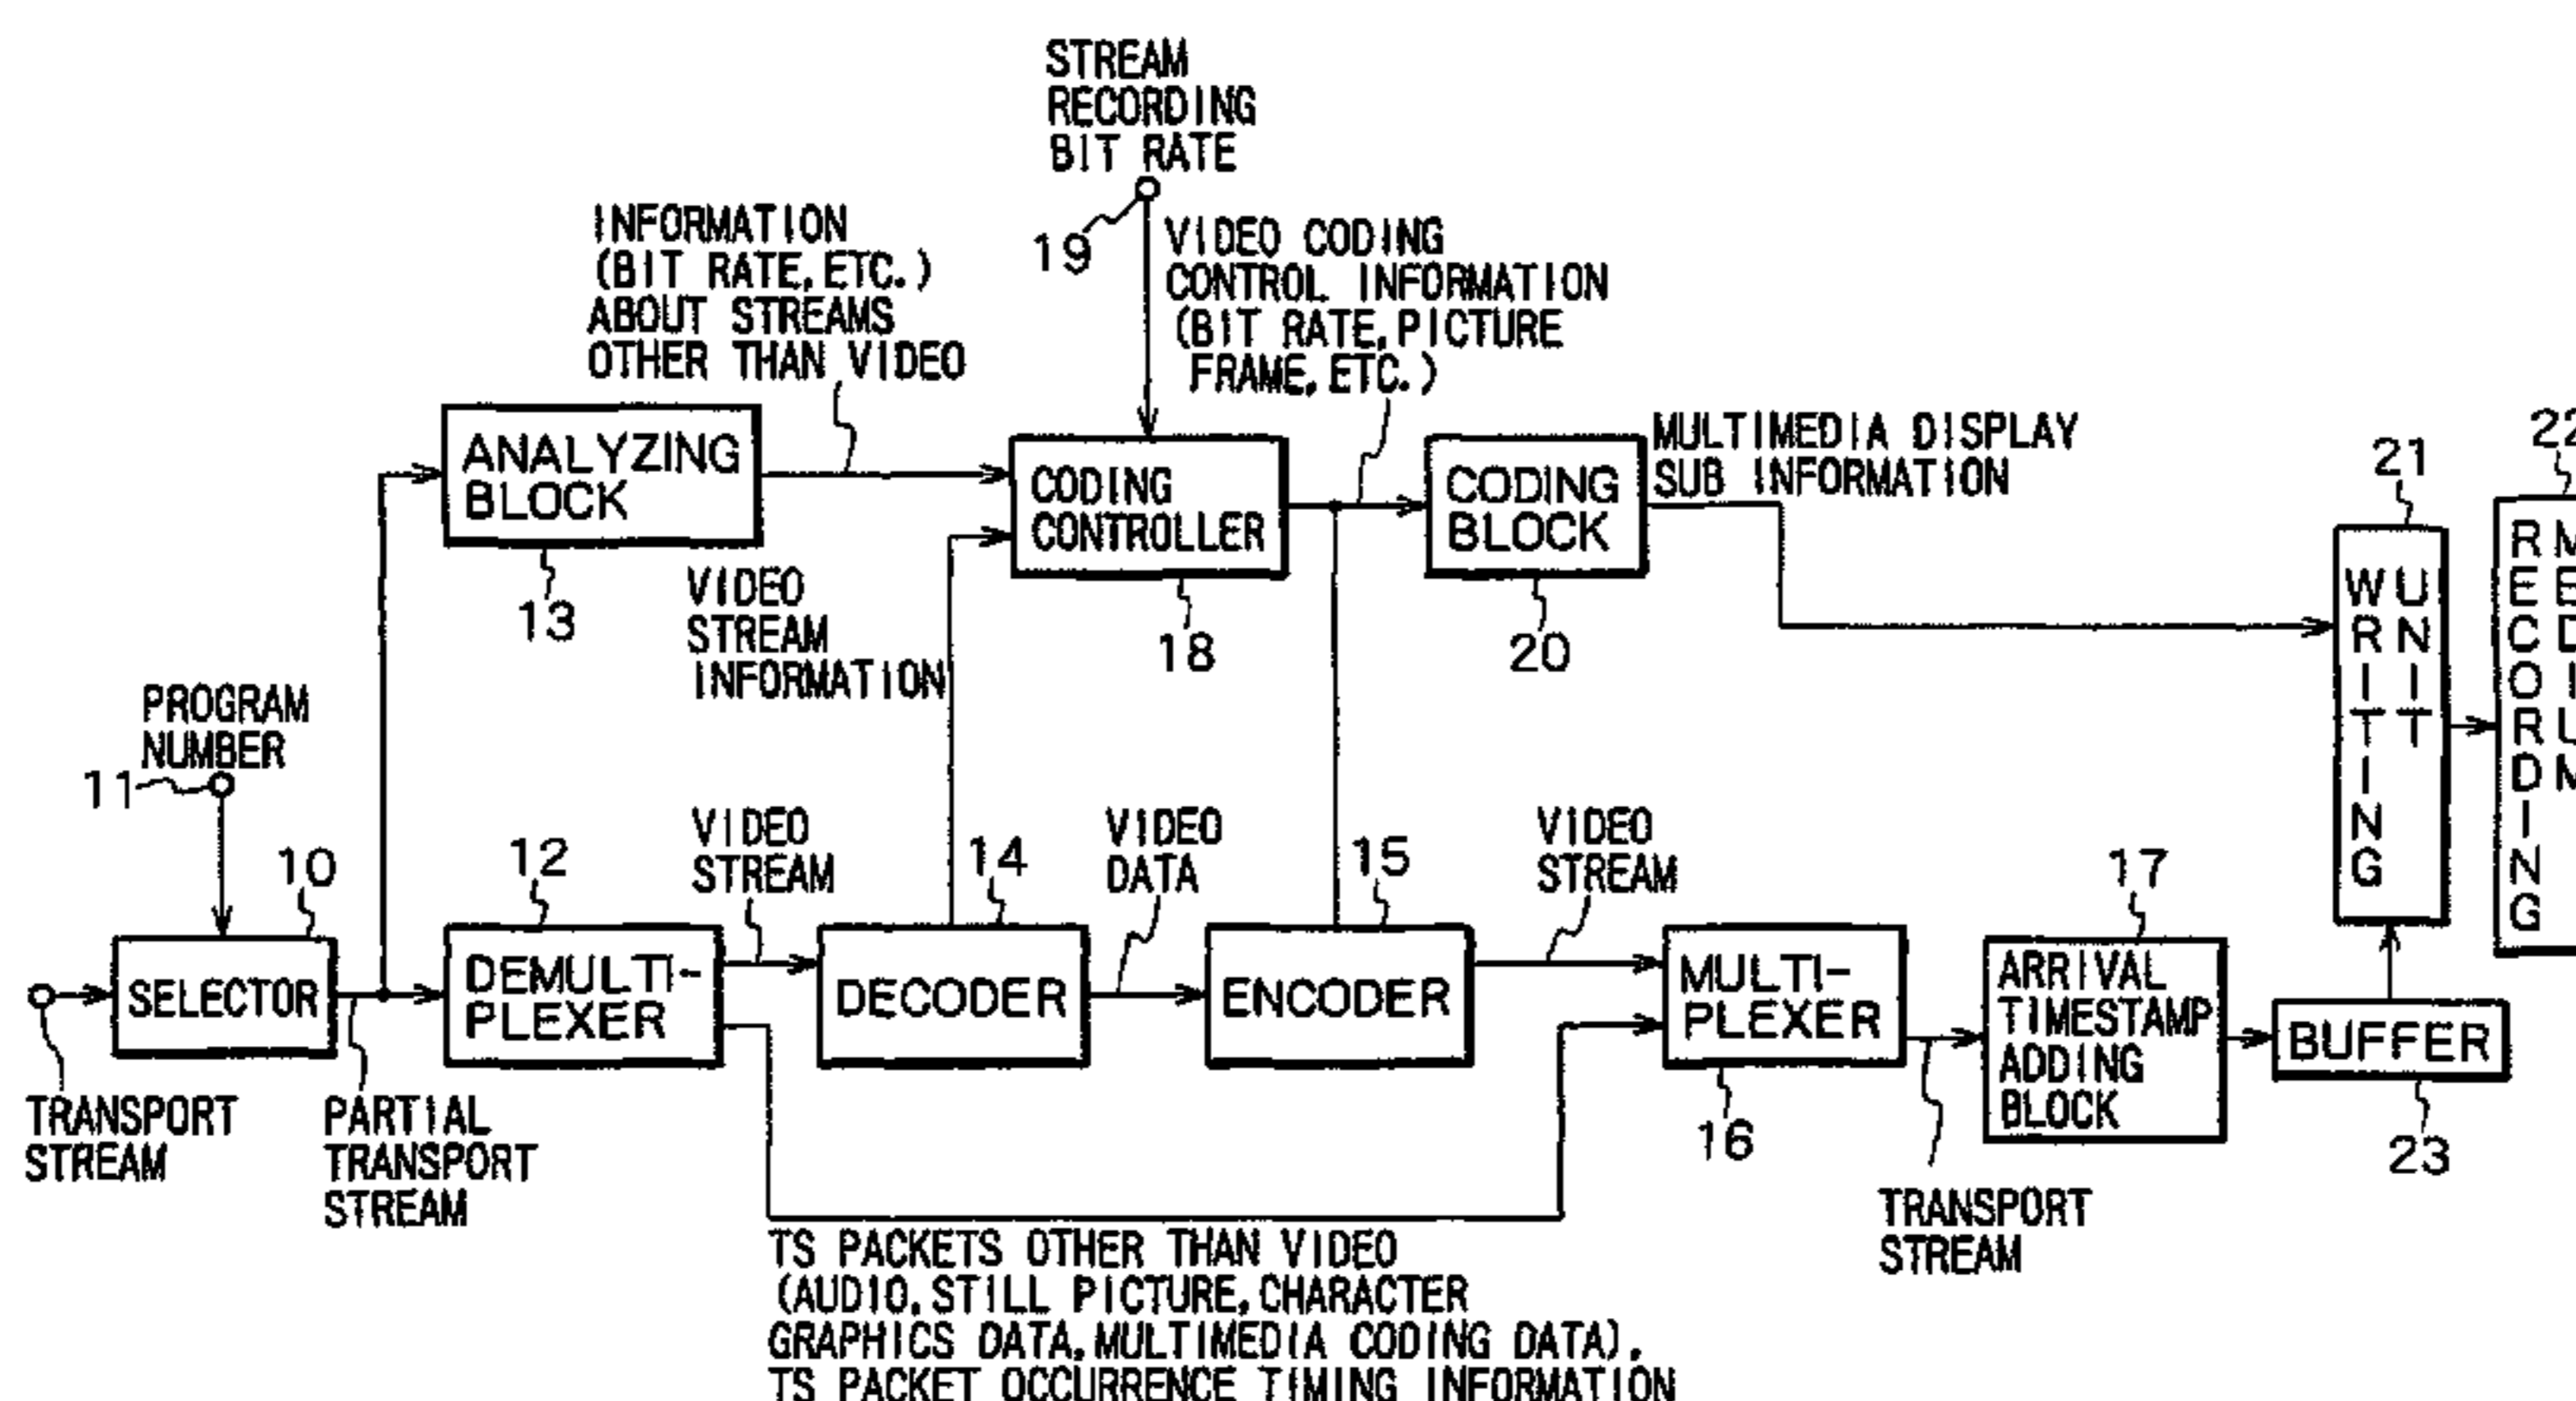 STREAM
RECORDING
BIT RATE
19
INFORMATION
(BIT RATE, ETC.)
ABOUT STREAMS
OTHER THAN VIDEO
VIDEO CODING
CONTROL INFORMATION
(BIT RATE, PICTURE
FRAME, ETC.)
ANALYZING
BLOCK
13
CODING
CONTROLLER
18
CODING
BLOCK
20
MULTIMEDIA DISPLAY
SUB INFORMATION
21
WRITING
UNIT
22
RECORDING
MEDIUM
VIDEO
STREAM
INFORMATION
PROGRAM
NUMBER
11
10
SELECTOR
TRANSPORT
STREAM
PARTIAL
TRANSPORT
STREAM
12
DEMULTI-
PLEXER
VIDEO
STREAM
14
DECODER
VIDEO
DATA
15
ENCODER
VIDEO
STREAM
MULTI-
PLEXER
16
17
ARRIVAL
TIMESTAMP
ADDING
BLOCK
BUFFER
23
TRANSPORT
STREAM
TS PACKETS OTHER THAN VIDEO
(AUDIO, STILL PICTURE, CHARACTER
GRAPHICS DATA, MULTIMEDIA CODING DATA),
TS PACKET OCCURRENCE TIMING INFORMATION